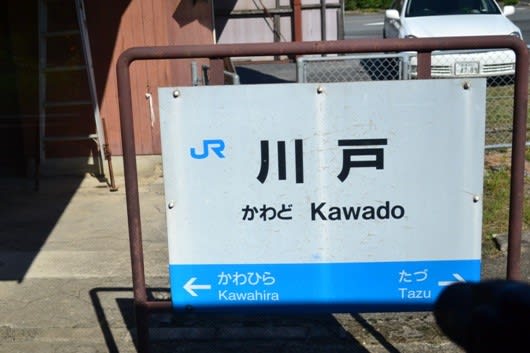 JR 川戸
かわど Kawado
← かわひら たづ →
Kawahira Tazu